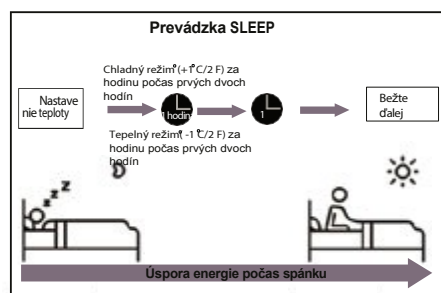 Prevádzka SLEEP
Chladný režim (+1°C/2 F) za
hodinu počas prvých dvoch
hodín
Nastave
nie teploty
1 hodin
1
Bežte
ďalej
Tepelný režim( -1 °C/2 F) za
hodinu počas prvých dvoch
hodín
z z z
Úspora energie počas spánku